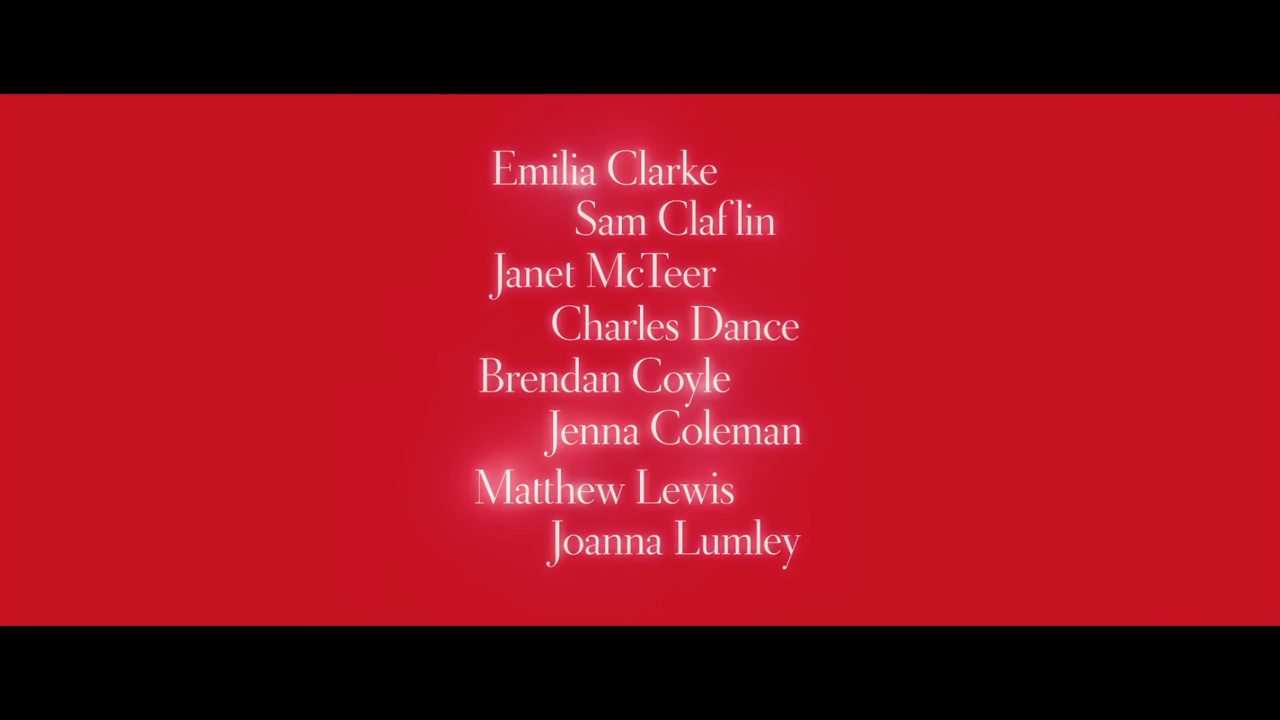 Emilia Clarke
Sam Claflin
Janet McTeer
Charles Dance
Brendan Coyle
Jenna Coleman
Matthew Lewis
Joanna Lumley